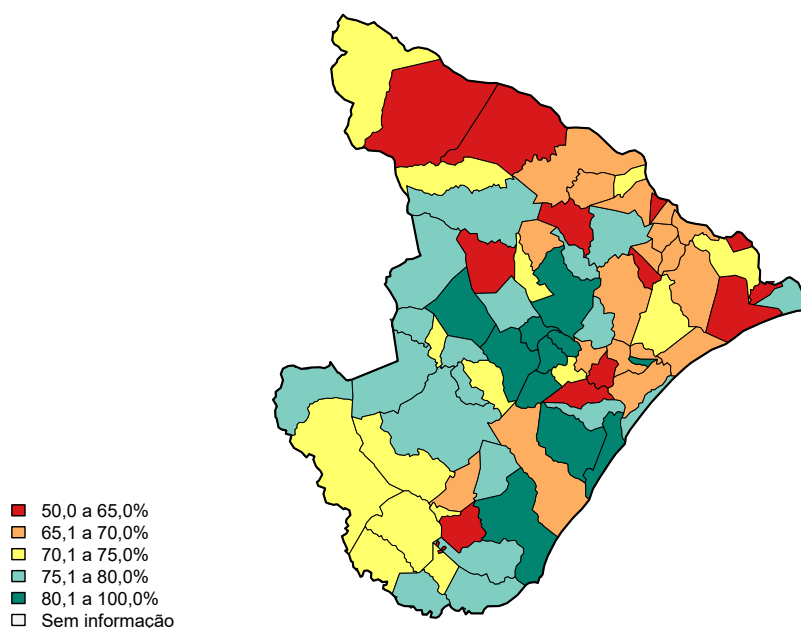 50,0 a 65,0%
65,1 a 70,0%
70,1 a 75,0%
75,1 a 80,0%
80,1 a 100,0%
Sem informação